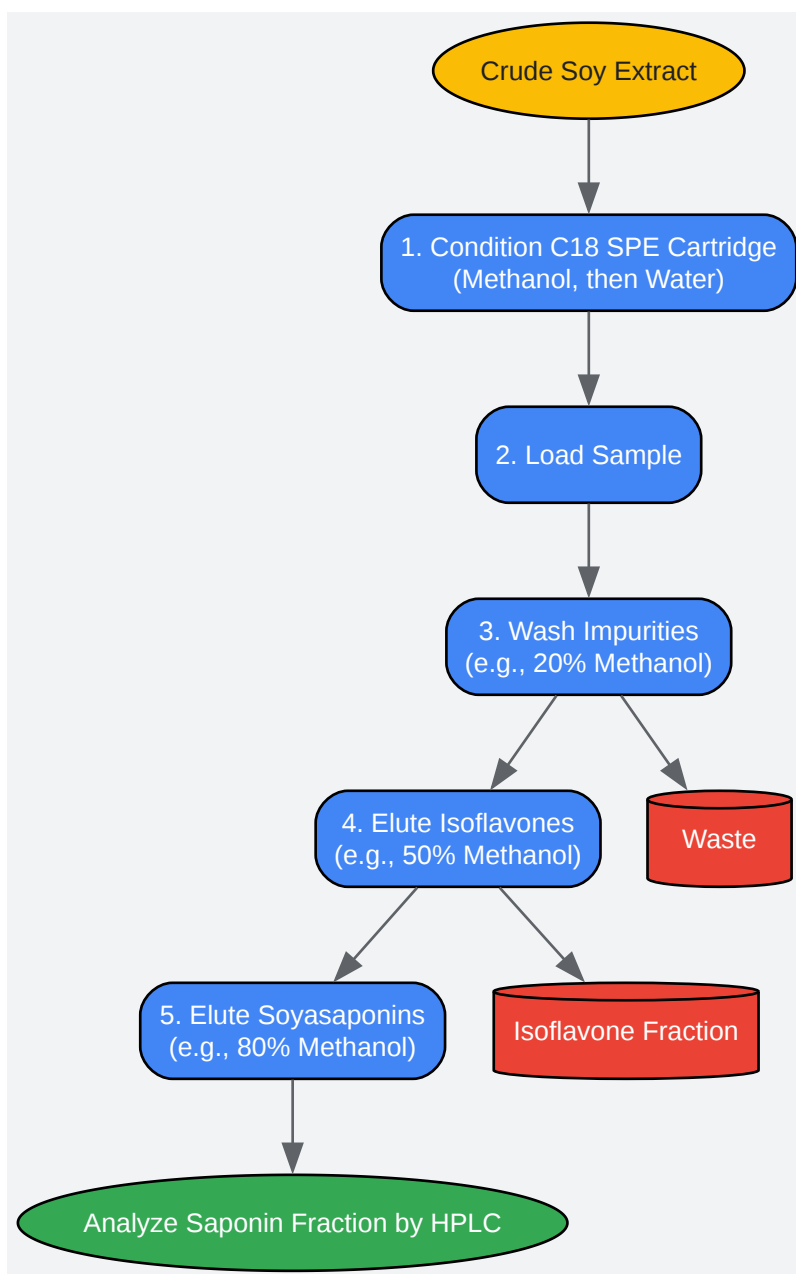 Crude Soy Extract
1. Condition C18 SPE Cartridge
(Methanol, then Water)
2. Load Sample
3. Wash Impurities
(e.g., 20% Methanol)
4. Elute Isoflavones
(e.g., 50% Methanol)
Waste
5. Elute Soyasaponins
(e.g., 80% Methanol)
Isoflavone Fraction
Analyze Saponin Fraction by HPLC